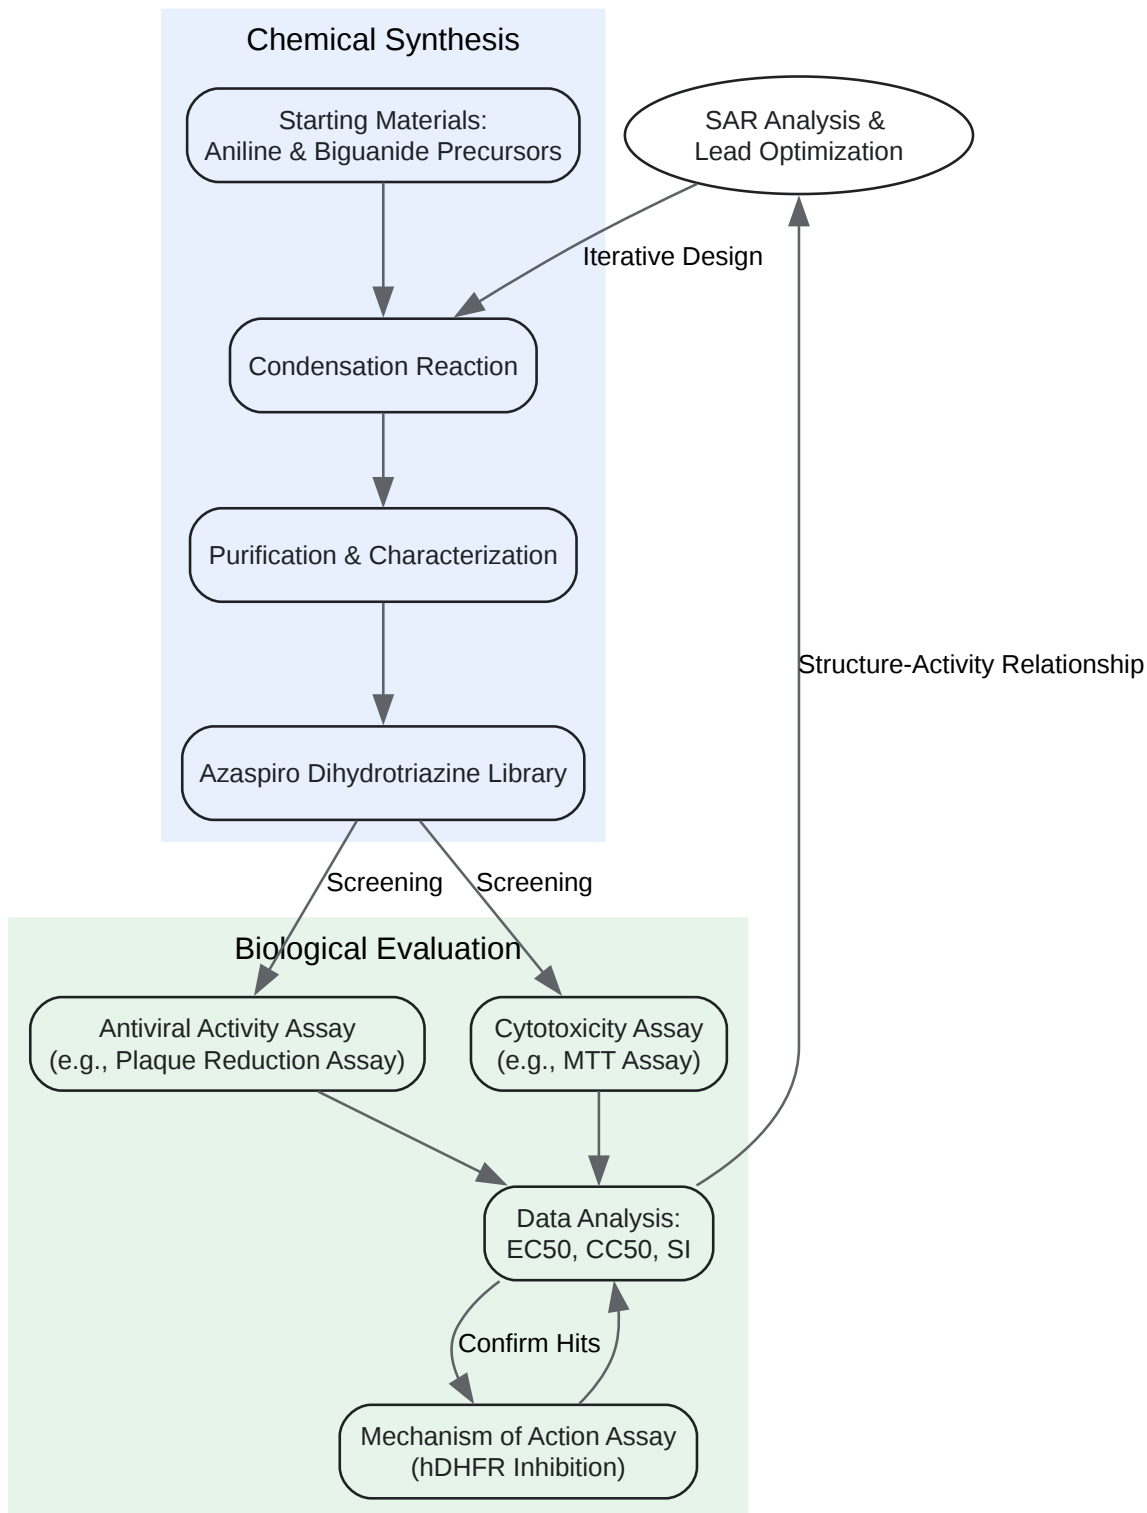 Chemical Synthesis
Starting Materials:
Aniline & Biguanide Precursors
SAR Analysis &
Lead Optimization
Iterative Design
Condensation Reaction
Purification & Characterization
Structure-Activity Relationship
Azaspiro Dihydrotriazine Library
Screening
Screening
Biological Evaluation
Antiviral Activity Assay
(e.g., Plaque Reduction Assay)
Cytotoxicity Assay
(e.g., MTT Assay)
Data Analysis:
EC50, CC50, SI
Confirm Hits
Mechanism of Action Assay
(hDHFR Inhibition)